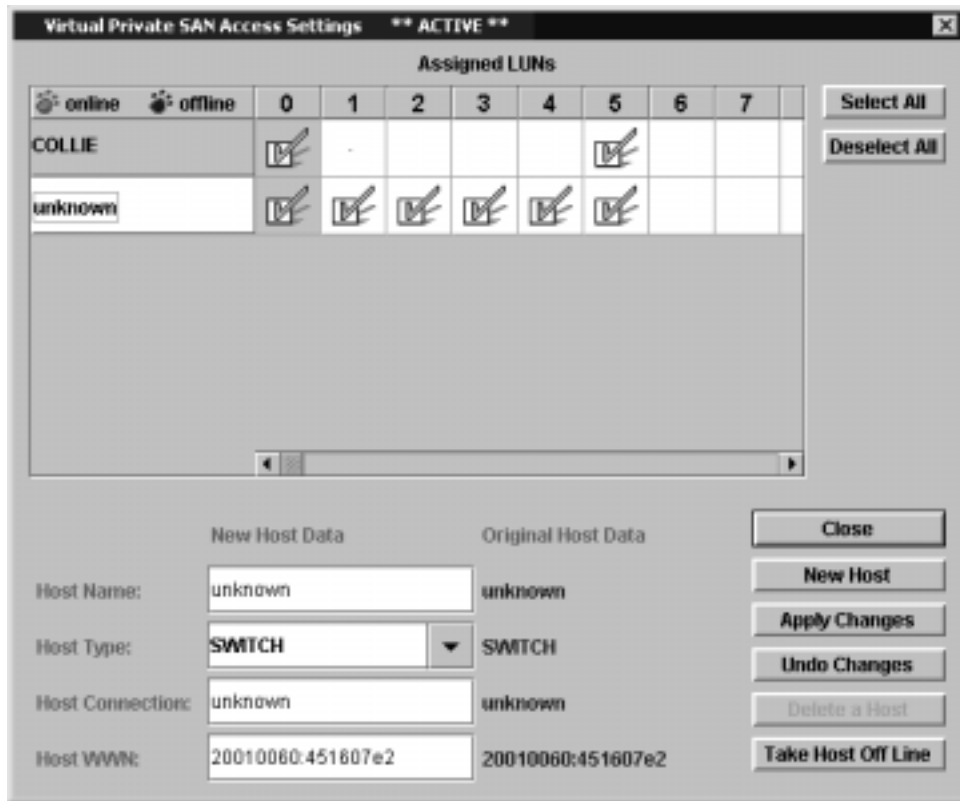 Virtual Private SAN Access Settings ** ACTIVE **
Assigned LUNs
online offline 0 1 2 3 4 5 6 7
Select All
COLLIE
Deselect All
unknown
New Host Data Original Host Data
Close
Host Name: unknown unknown
New Host
Host Type: SWITCH SWITCH
Apply Changes
Undo Changes
Host Connection: unknown unknown
Delete a Host
Host WWN: 20010060:451607e2 20010060:451607e2
Take Host Off Line